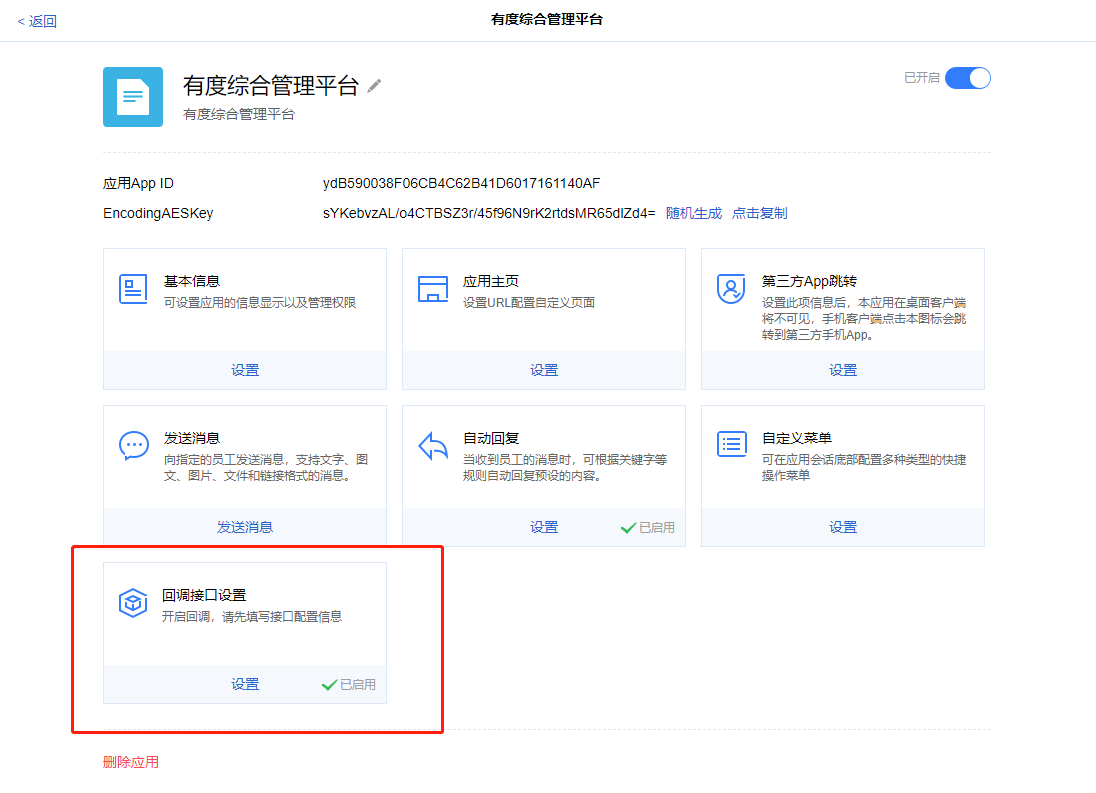 < 返回
有度综合管理平台
有度综合管理平台
已开启
有度综合管理平台
应用App ID
ydB590038F06CB4C62B41D6017161140AF
EncodingAESKey
sYKebvzAL/o4CTBSZ3r/45f96N9rK2rtdsMR65dIZd4= 随机生成 点击复制
基本信息
可设置应用的信息显示以及管理权限
设置
应用主页
设置URL配置自定义页面
设置
第三方App跳转
设置此项信息后，本应用在桌面客户端
将不可见，手机客户端点击本图标会跳
转到第三方手机App。
设置
发送消息
向指定的员工发送消息，支持文字、图
文、图片、文件和链接格式的消息。
发送消息
自动回复
当收到员工的消息时，可根据关键字等
规则自动回复预设的内容。
设置 已启用
自定义菜单
可在应用会话底部配置多种类型的快捷
操作菜单
设置
回调接口设置
开启回调，请先填写接口配置信息
设置 已启用
删除应用